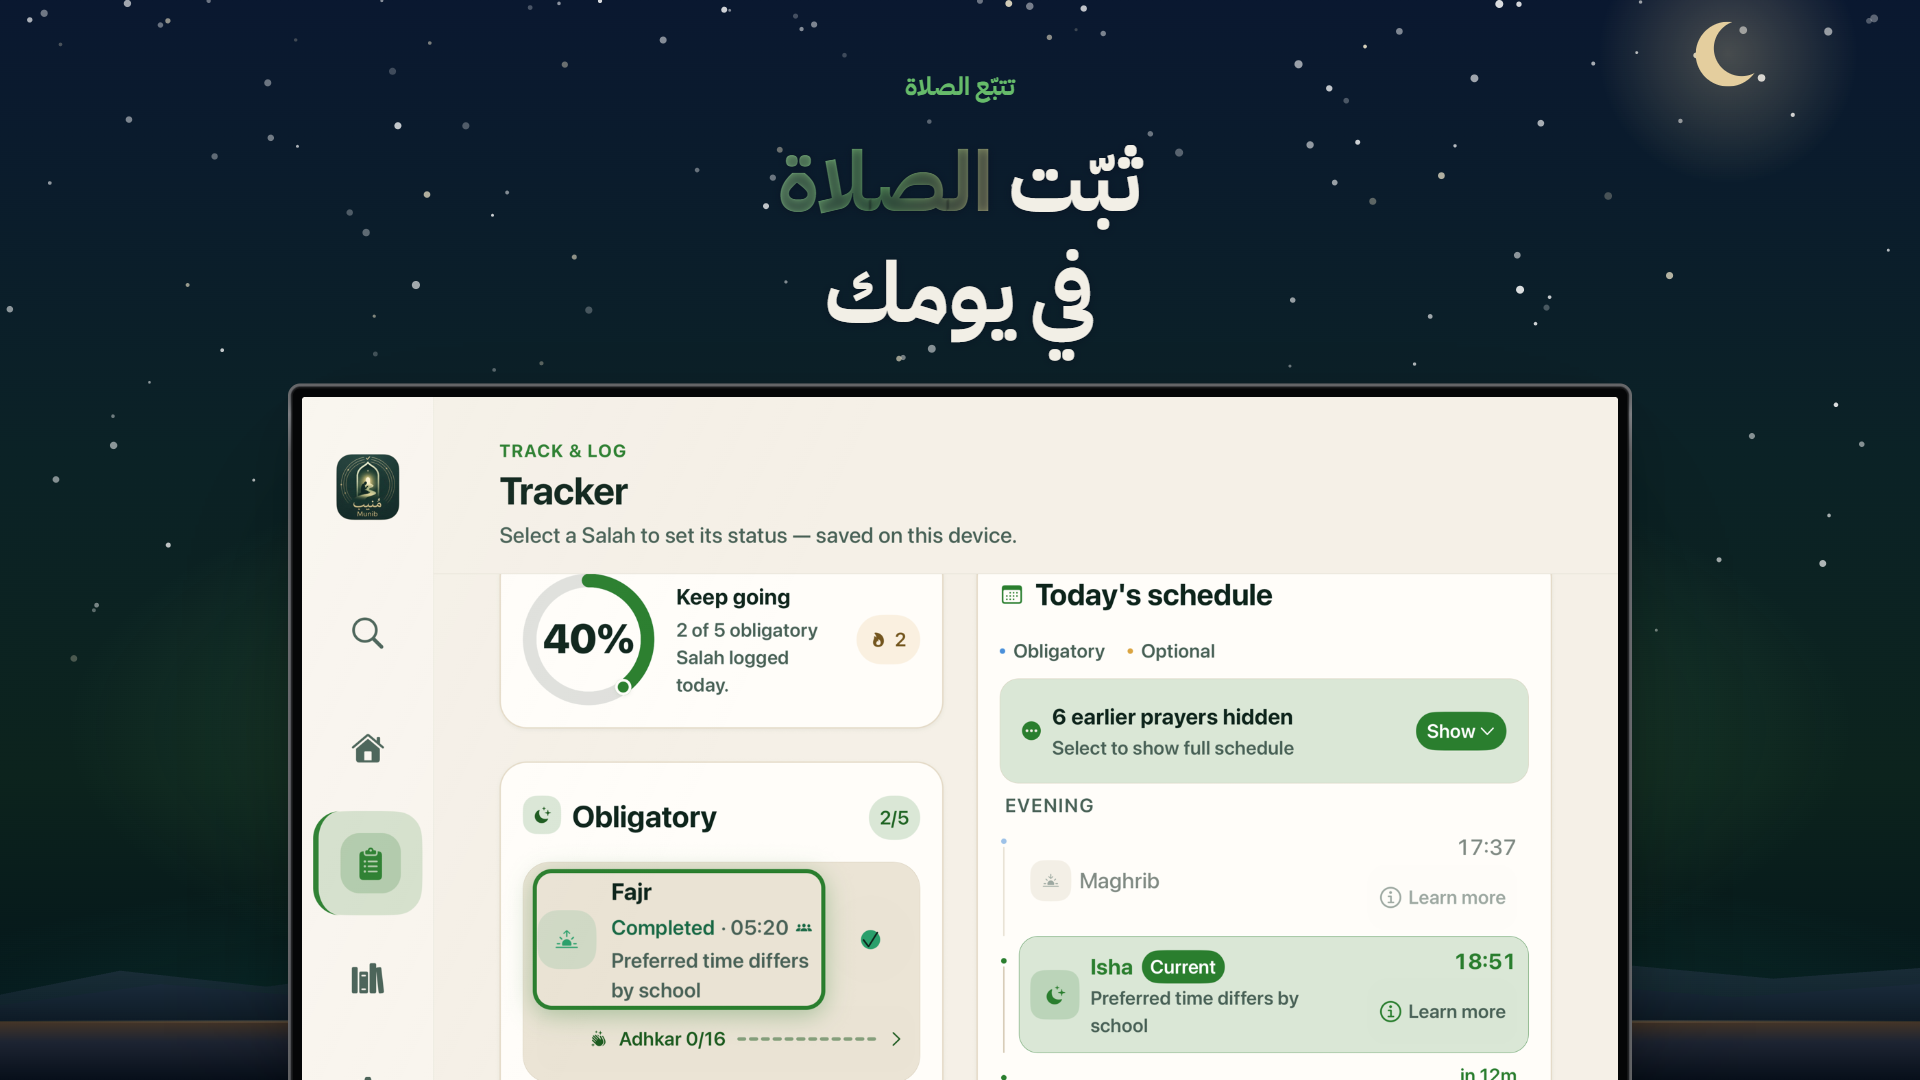 تتبّع الصلاة
ثبّت الصلاة
في يومك
مُنيب
Munib
TRACK & LOG
Tracker
Select a Salah to set its status — saved on this device.
40%
Keep going
2 of 5 obligatory
Salah logged
today.
2
Obligatory
2/5
Fajr
Completed · 05:20
Preferred time differs
by school
Adhkar 0/16
Today's schedule
Obligatory
Optional
6 earlier prayers hidden
Select to show full schedule
Show
EVENING
17:37
Maghrib
Learn more
Isha
Current
18:51
Preferred time differs by
school
Learn more
in 12m